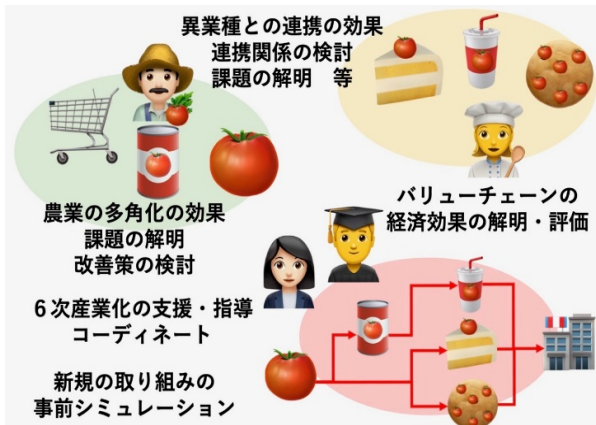 異業種との連携の効果
連携関係の検討
課題の解明　等
農業の多角化の効果
課題の解明
改善策の検討
バリューチェーンの
経済効果の解明・評価
６次産業化の支援・指導
コーディネート
新規の取り組みの
事前シミュレーション